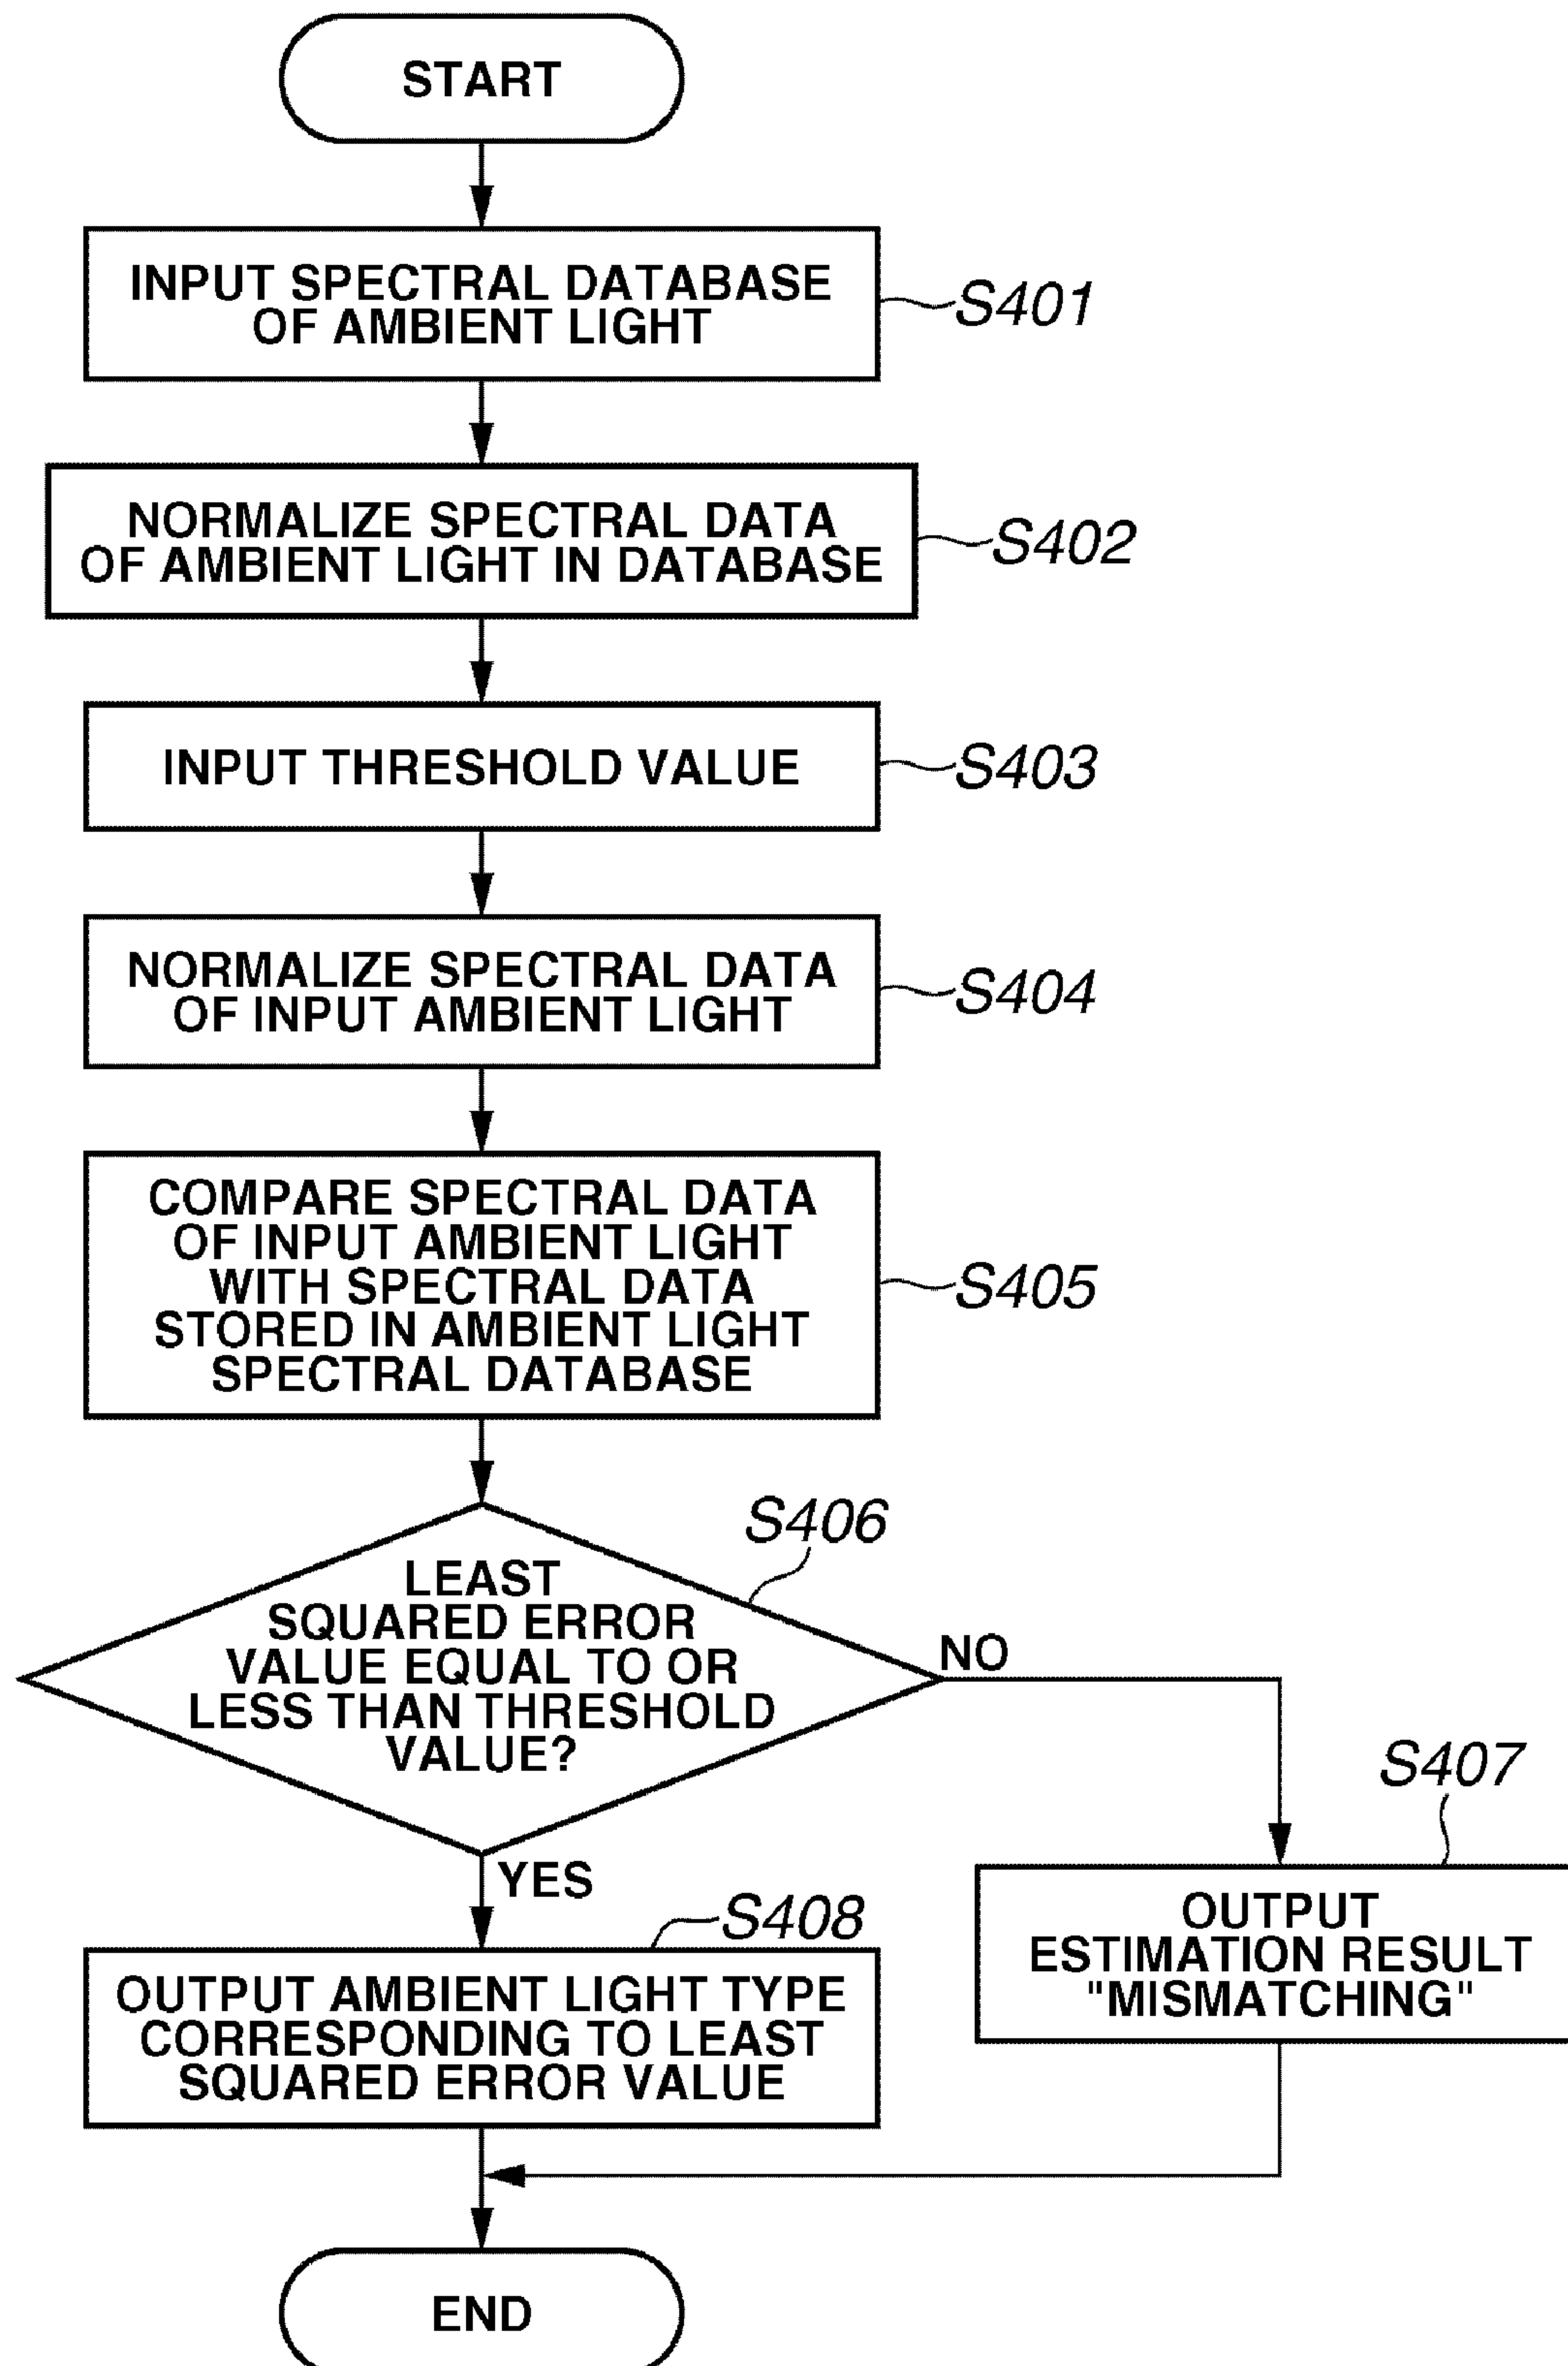 START
INPUT SPECTRAL DATABASE
OF AMBIENT LIGHT
S401
NORMALIZE SPECTRAL DATA
OF AMBIENT LIGHT IN DATABASE
S402
INPUT THRESHOLD VALUE
S403
NORMALIZE SPECTRAL DATA
OF INPUT AMBIENT LIGHT
S404
COMPARE SPECTRAL DATA
OF INPUT AMBIENT LIGHT
WITH SPECTRAL DATA
STORED IN AMBIENT LIGHT
SPECTRAL DATABASE
S405
S406
LEAST
SQUARED ERROR
VALUE EQUAL TO OR
LESS THAN THRESHOLD
VALUE?
NO
YES
S407
OUTPUT
ESTIMATION RESULT
"MISMATCHING"
S408
OUTPUT AMBIENT LIGHT TYPE
CORRESPONDING TO LEAST
SQUARED ERROR VALUE
END